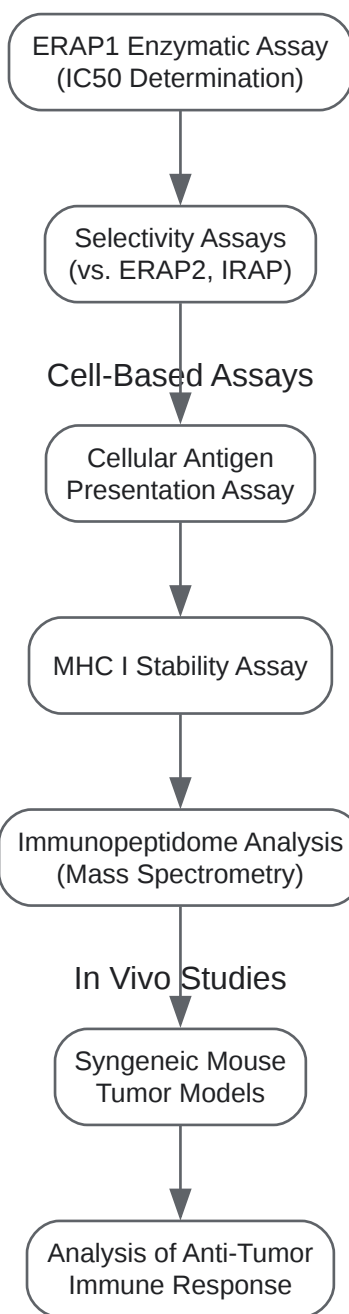 ERAP1 Enzymatic Assay
(IC50 Determination)
Selectivity Assays
(vs. ERAP2, IRAP)
Cell-Based Assays
Cellular Antigen
Presentation Assay
MHC I Stability Assay
Immunopeptidome Analysis
(Mass Spectrometry)
In Vivo Studies
Syngeneic Mouse
Tumor Models
Analysis of Anti-Tumor
Immune Response